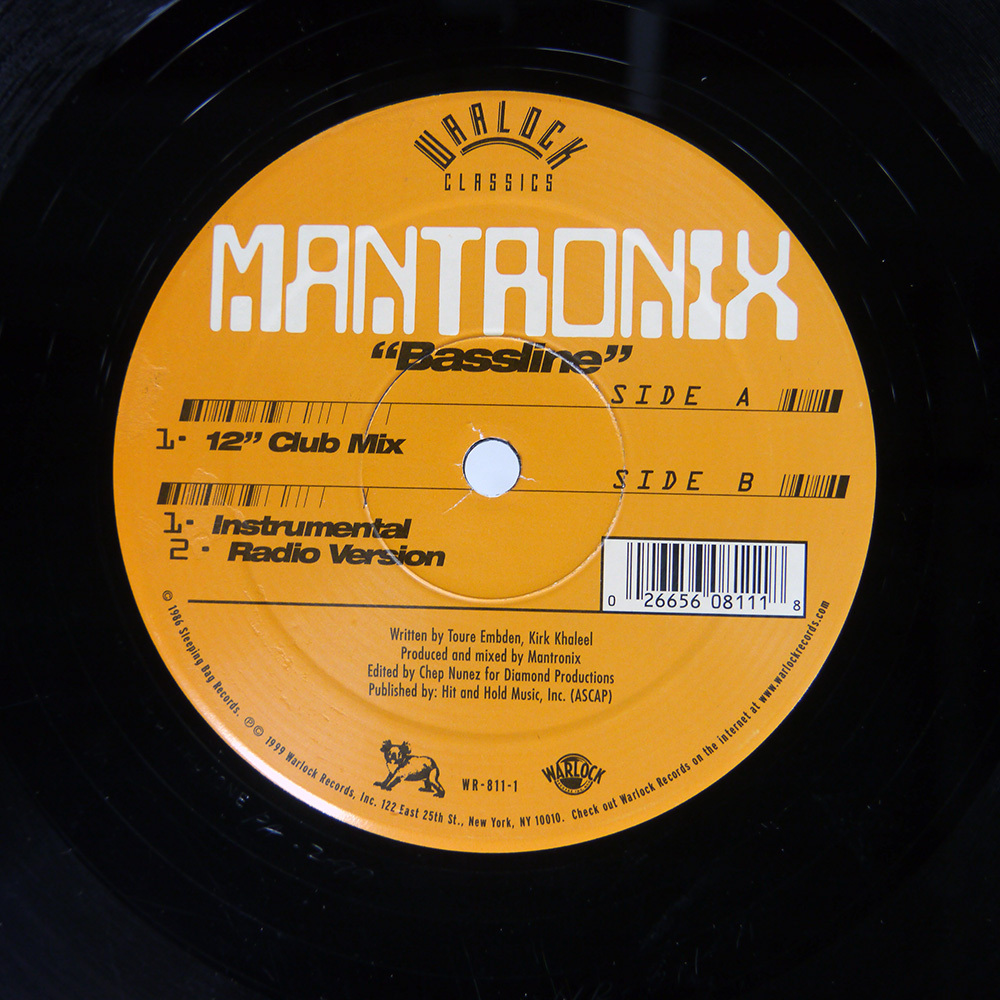 WARLOCK
CLASSICS
MANTRONIX
“Bassline”
SIDE A
1· 12” Club Mix
SIDE B
1· Instrumental
2· Radio Version
0 26656 08111 8
Written by Toure Embden, Kirk Khaleel
Produced and mixed by Mantronix
Edited by Chep Nunez for Diamond Productions
Published by: Hit and Hold Music, Inc. (ASCAP)
WR-811-1
WARLOCK
© 1986 Sleeping Bag Records. ℗© 1999 Warlock Records, Inc. 122 East 25th St., New York, NY 10010. Check out Warlock Records on the internet at www.warlockrecords.com